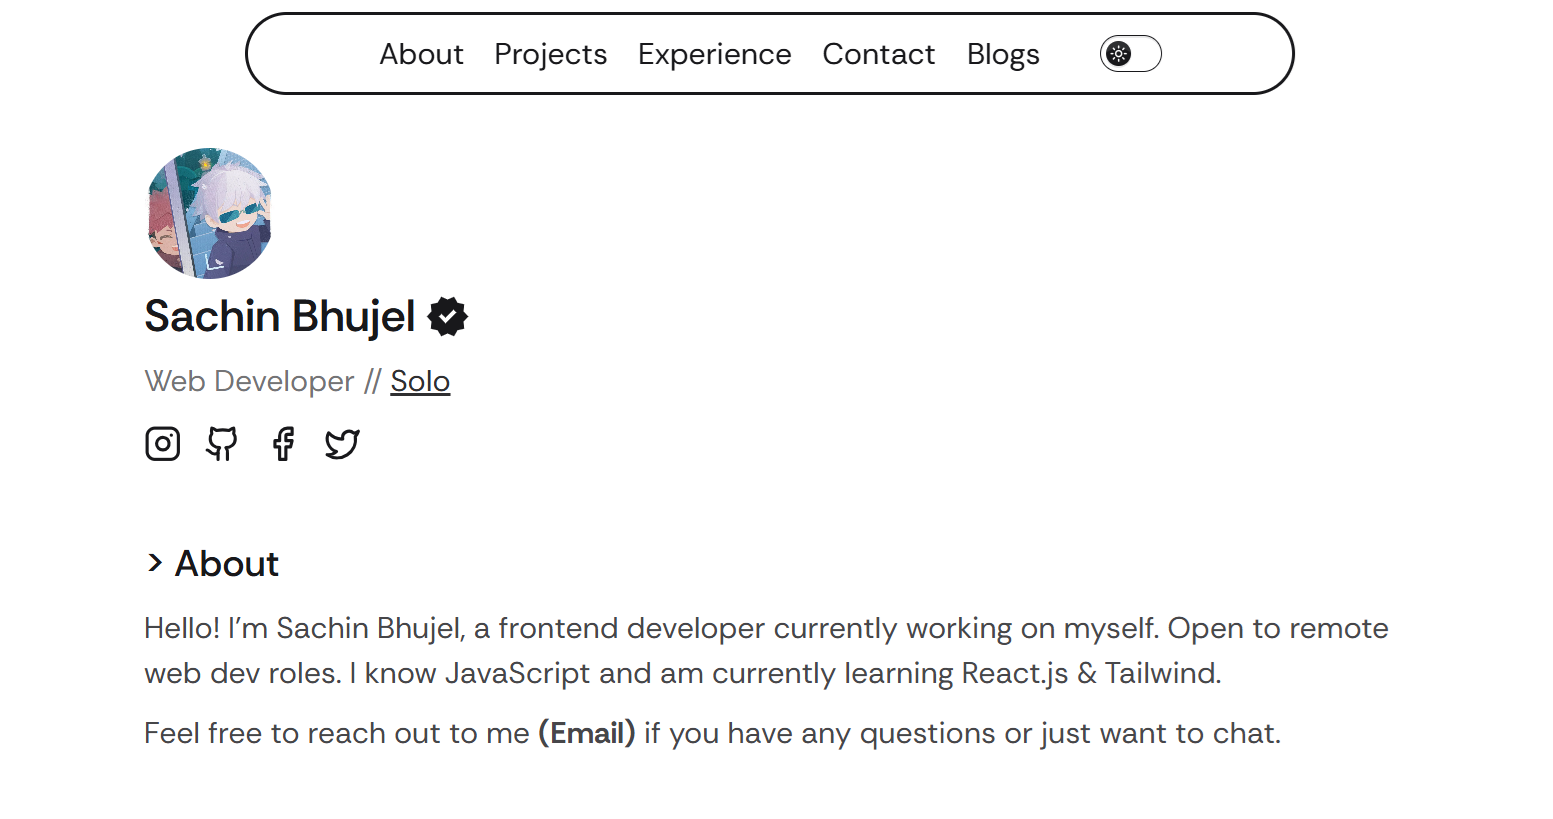 About Projects Experience Contact Blogs
Sachin Bhujel
Web Developer // Solo
> About
Hello! I’m Sachin Bhujel, a frontend developer currently working on myself. Open to remote
web dev roles. I know JavaScript and am currently learning React.js & Tailwind.
Feel free to reach out to me (Email) if you have any questions or just want to chat.